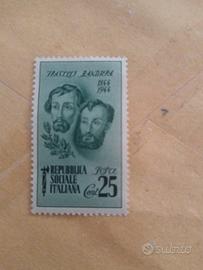 FRATELLI BANDIERA
1844
1944
REPUBBLICA
SOCIALE
ITALIANA
POSTE
Cent. 25
subito